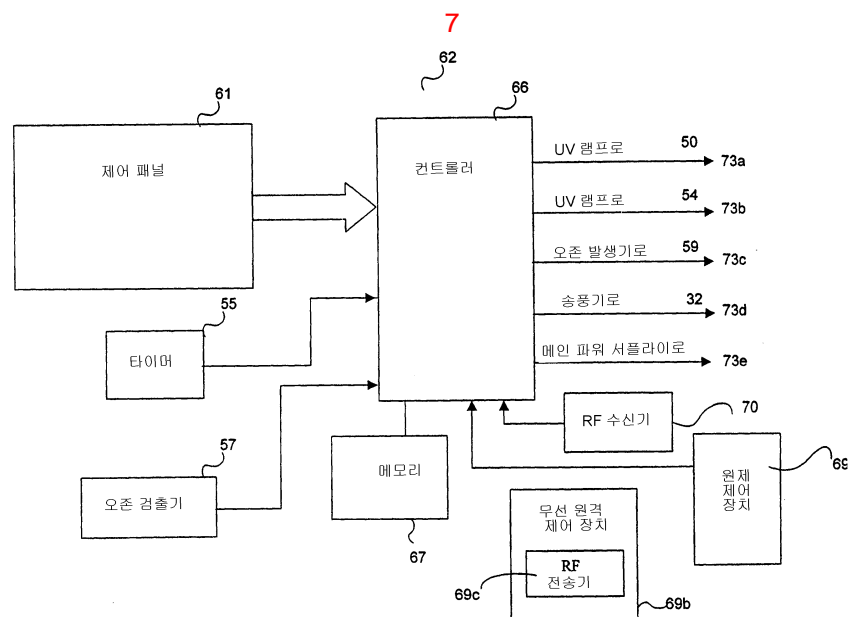 7
62
61
66
제어 패널
컨트롤러
UV 램프로 50 73a
UV 램프로 54 73b
오존 발생기로 59 73c
송풍기로 32 73d
메인 파워 서플라이로 73e
55
타이머
57
오존 검출기
메모리
67
RF 수신기
70
69
원제
제어
장치
무선 원격
제어 장치
RF
전송기
69c
69b